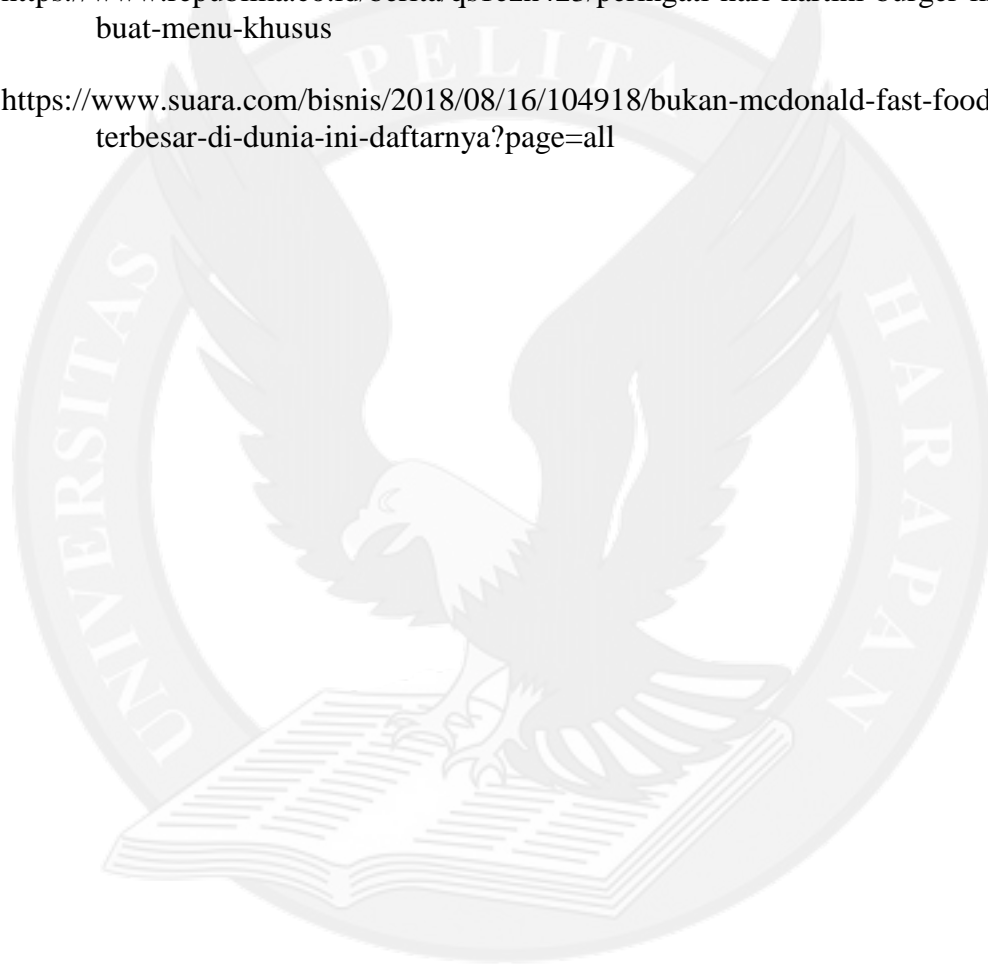 buat-menu-khusus
https://www.suara.com/bisnis/2018/08/16/104918/bukan-mcdonald-fast-food
terbesar-di-dunia-ini-daftarnya?page=all
UNIVERSITAS PELITA HARAPAN